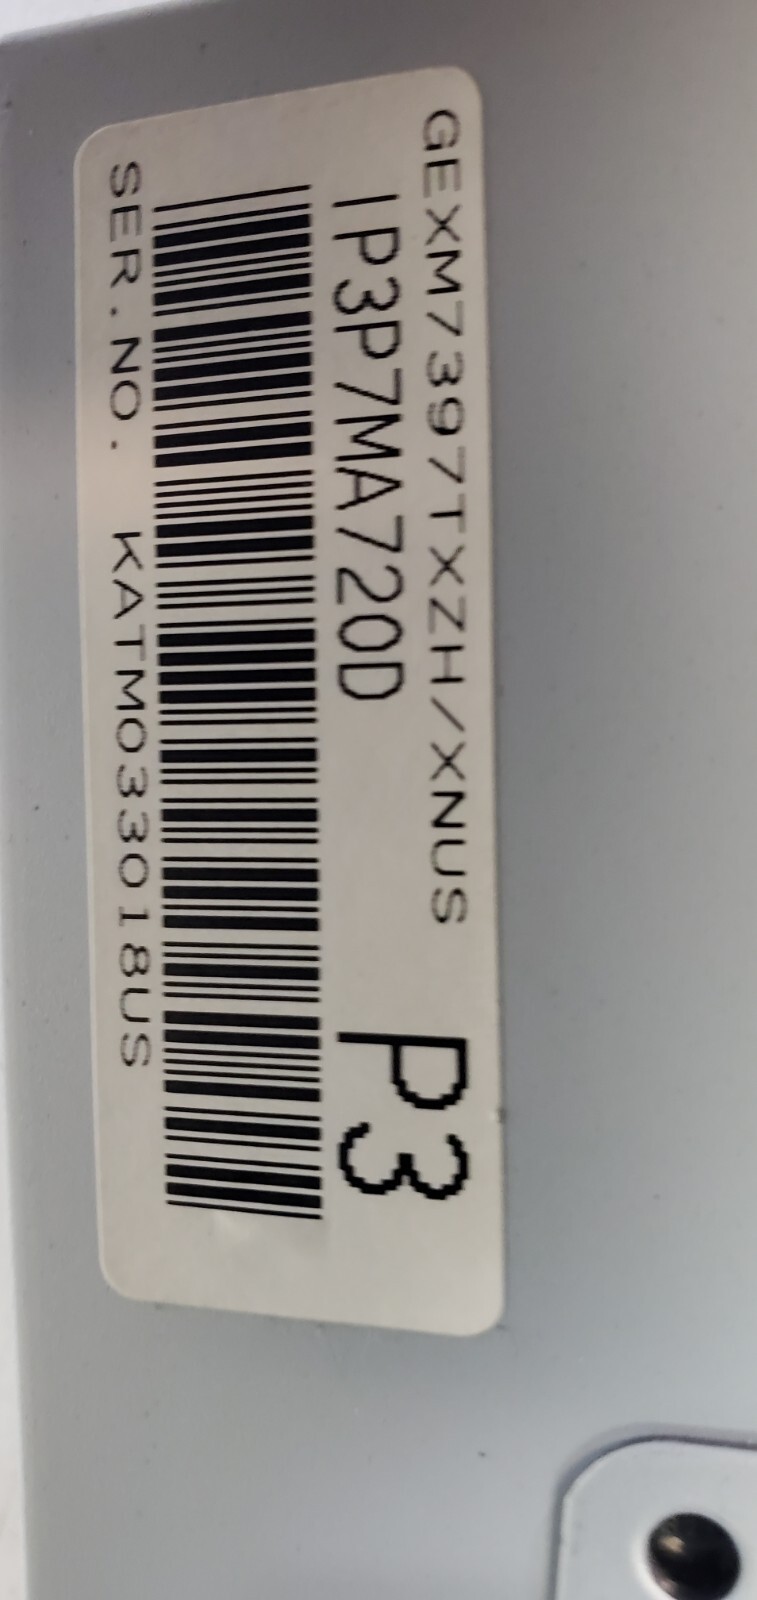 GEXM7397TXZH/XNUS
1P3P7MA720D
P3
SER.NO. KATM033018US